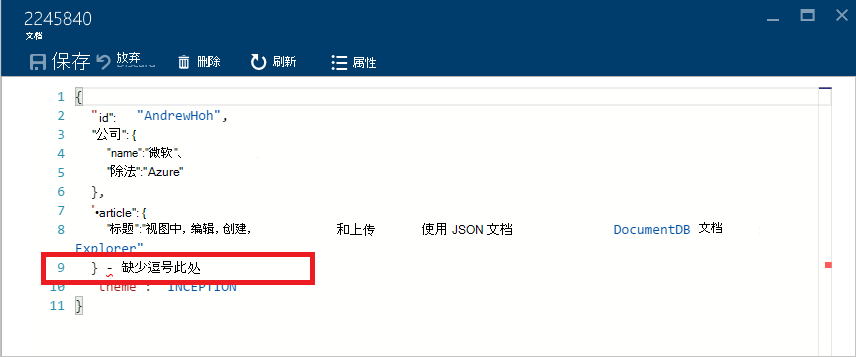 2245840
文档
保存 放弃 删除 刷新 属性
1 {
2 "id": "AndrewHoh",
3 "公司": {
4 "name":"微软"、
5 "除法":"Azure"
6 },
7 "•article": {
8 "标题":"视图中, 编辑, 创建, 和上传 使用 JSON 文档 DocumentDB 文档
Explorer"
9 } - 缺少逗号此处
10 "theme": "INCEPTION"
11 }